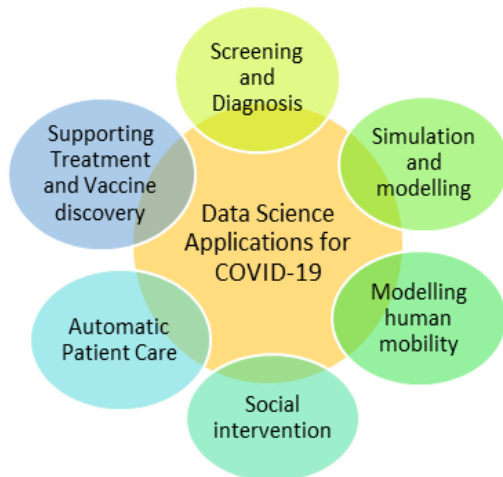 Screening
and
Diagnosis
Simulation
and
modelling
Modelling
human
mobility
Social
intervention
Automatic
Patient Care
Supporting
Treatment
and Vaccine
discovery
Data Science
Applications for
COVID-19